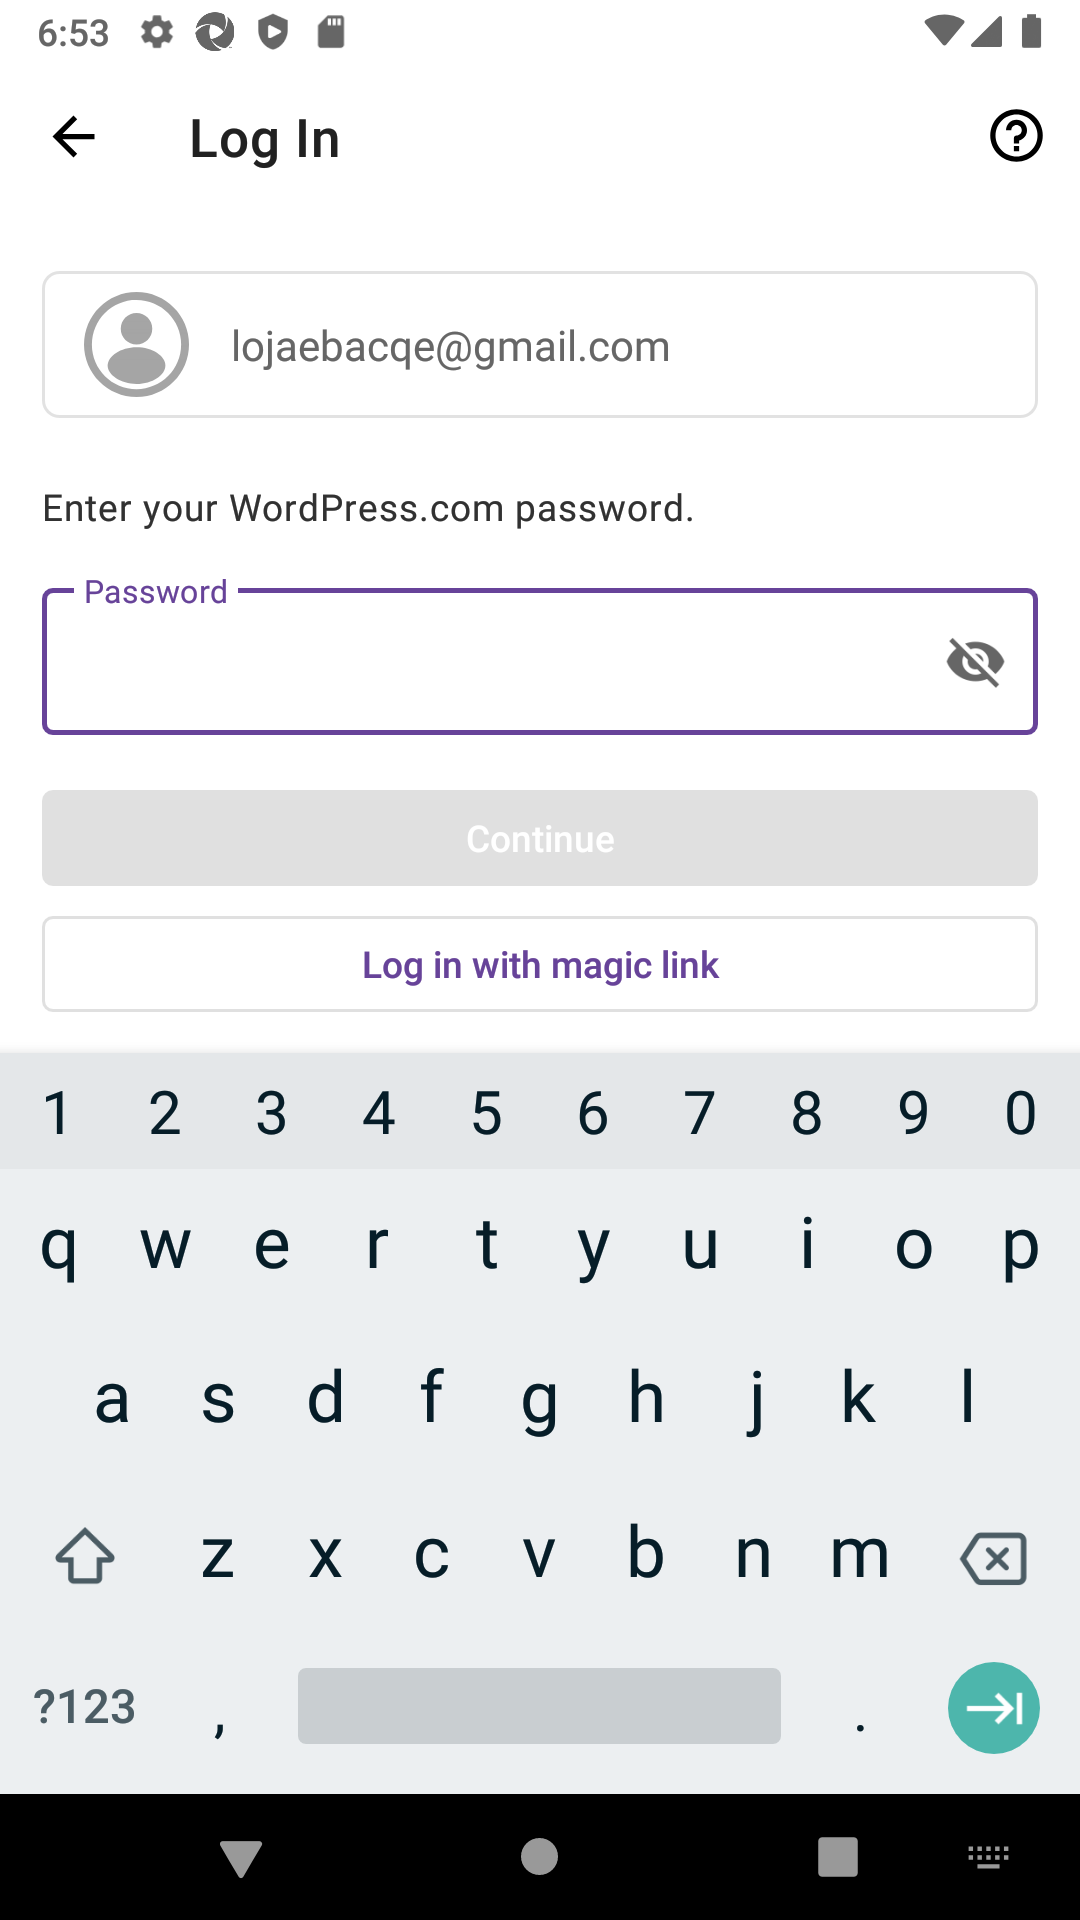 6:53
Log In
lojaebacqe@gmail.com
Enter your WordPress.com password.
Password
Continue
Log in with magic link
1 2 3 4 5 6 7 8 9 0
q w e r t y u i o p
a s d f g h j k l
z x c v b n m
?123 , .